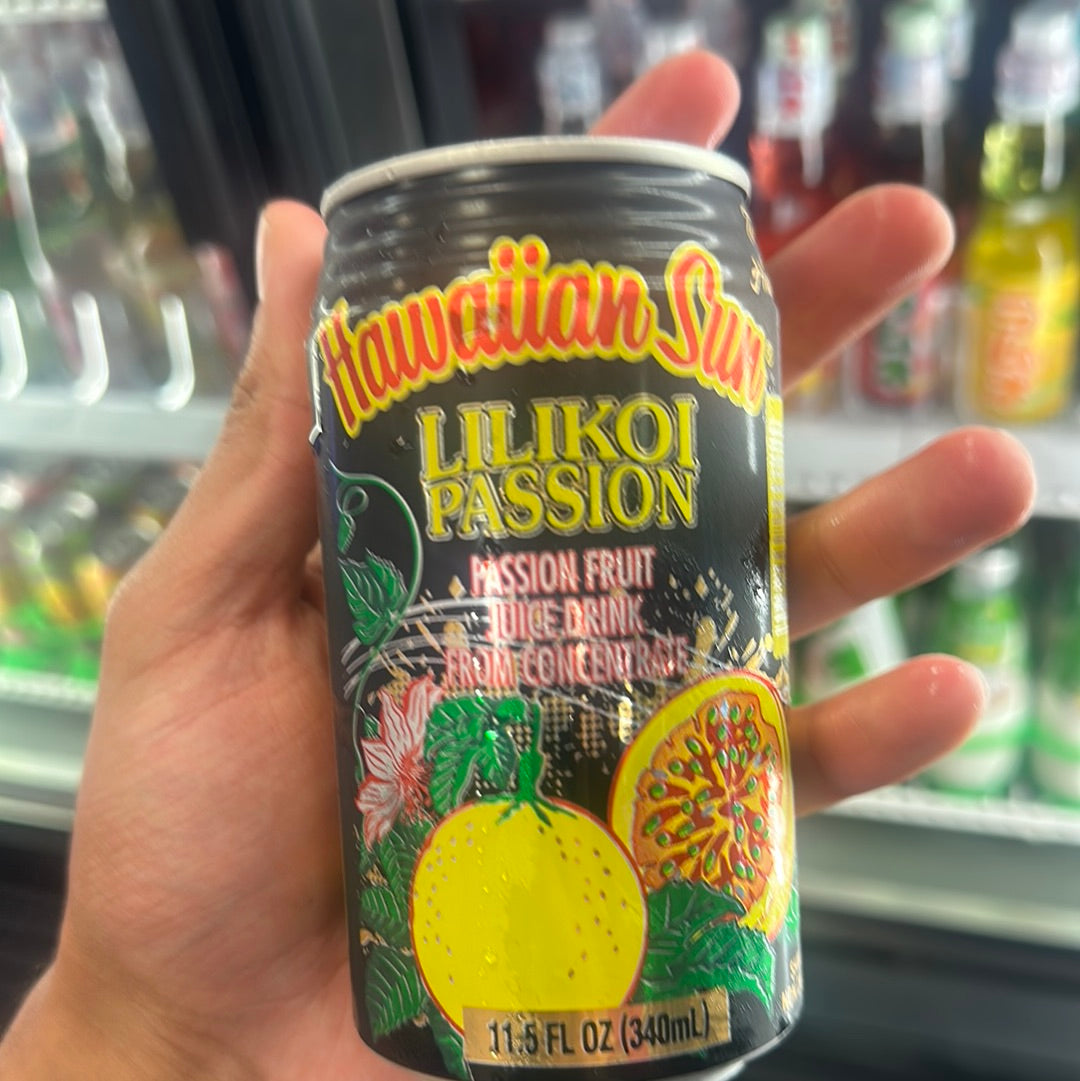 Hawaiian Sun
LILIKOI
PASSION
PASSION FRUIT
JUICE DRINK
FROM CONCENTRATE
11.5 FL OZ (340mL)